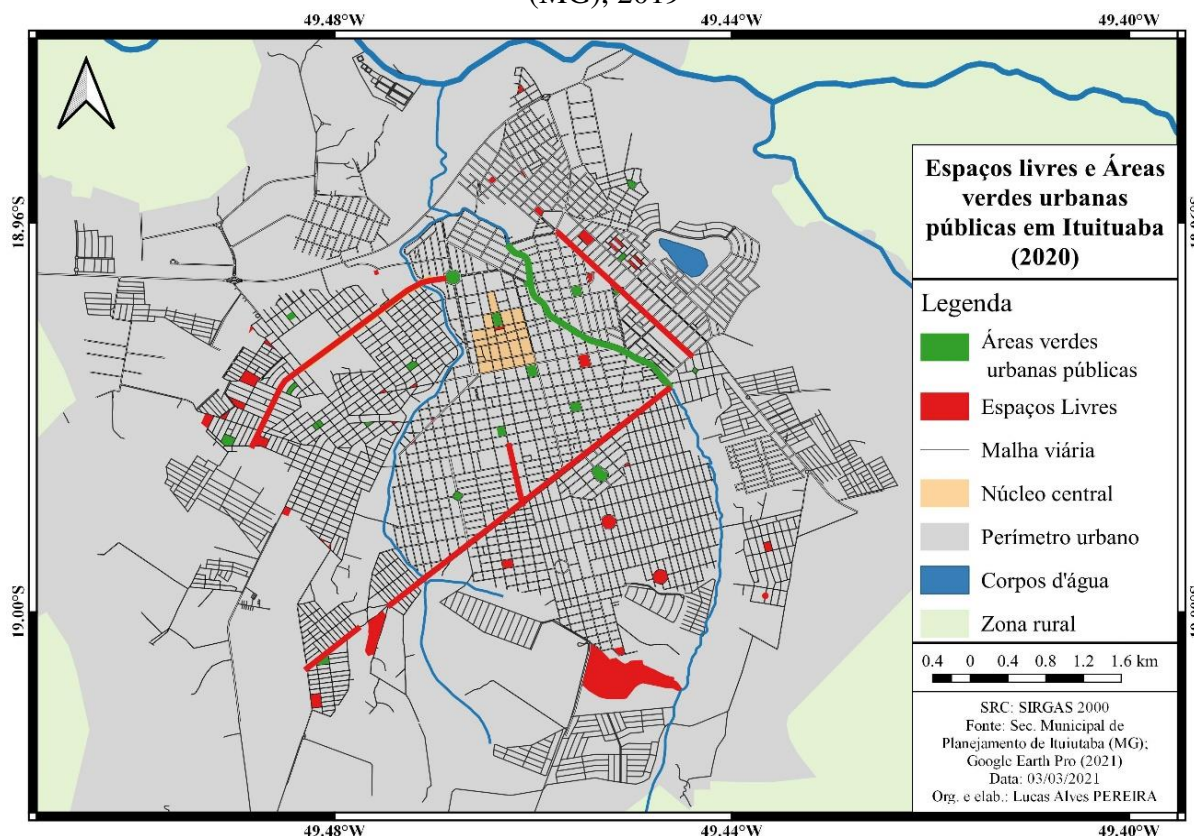 (MG), 2019
49.48°W 49.44°W 49.40°W
18.96°S
19.00°S
Espaços livres e Áreas
verdes urbanas
públicas em Ituituaba
(2020)
Legenda
Áreas verdes
urbanas públicas
Espaços Livres
Malha viária
Núcleo central
Perímetro urbano
Corpos d'água
Zona rural
0.4 0 0.4 0.8 1.2 1.6 km
SRC: SIRGAS 2000
Fonte: Sec. Municipal de
Planejamento de Ituiutaba (MG);
Google Earth Pro (2021)
Data: 03/03/2021
Org. e elab.: Lucas Alves PEREIRA
49.48°W 49.44°W 49.40°W